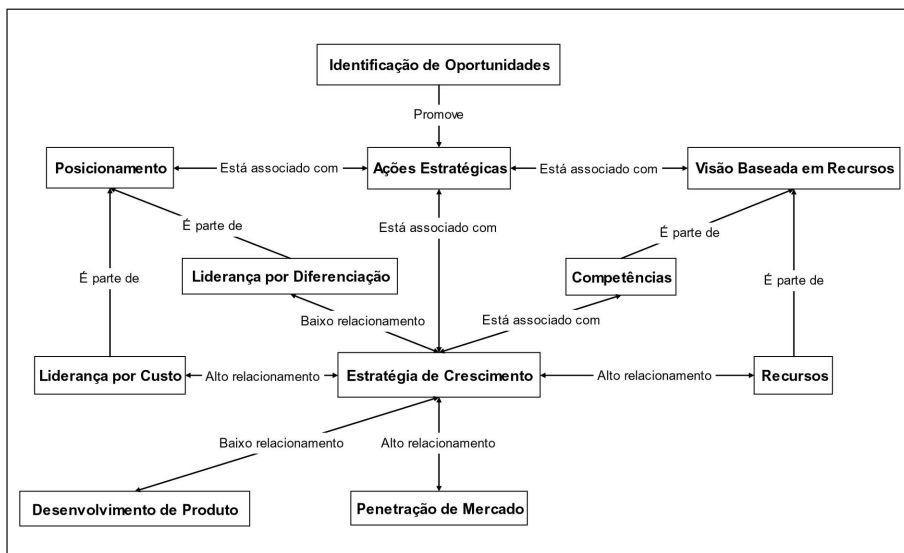 Identificação de Oportunidades
Promove
Posicionamento
Está associado com
Ações Estratégicas
Está associado com
Visão Baseada em Recursos
É parte de
Está associado com
É parte de
Liderança por Diferenciação
Competências
É parte de
É parte de
Baixo relacionamento
Está associado com
Liderança por Custo
Alto relacionamento
Estratégia de Crescimento
Alto relacionamento
Recursos
Baixo relacionamento
Alto relacionamento
Desenvolvimento de Produto
Penetração de Mercado